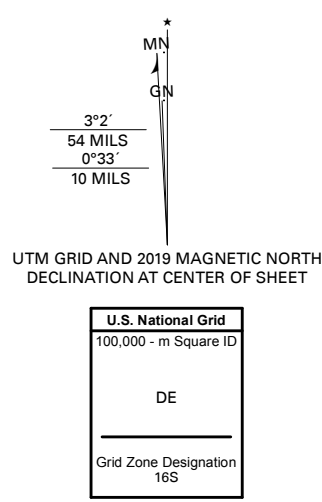 MN
GN
3°2´
54 MILS
0°33´
10 MILS
UTM GRID AND 2019 MAGNETIC NORTH
DECLINATION AT CENTER OF SHEET
U.S. National Grid
100,000 - m Square ID
DE
Grid Zone Designation
16S